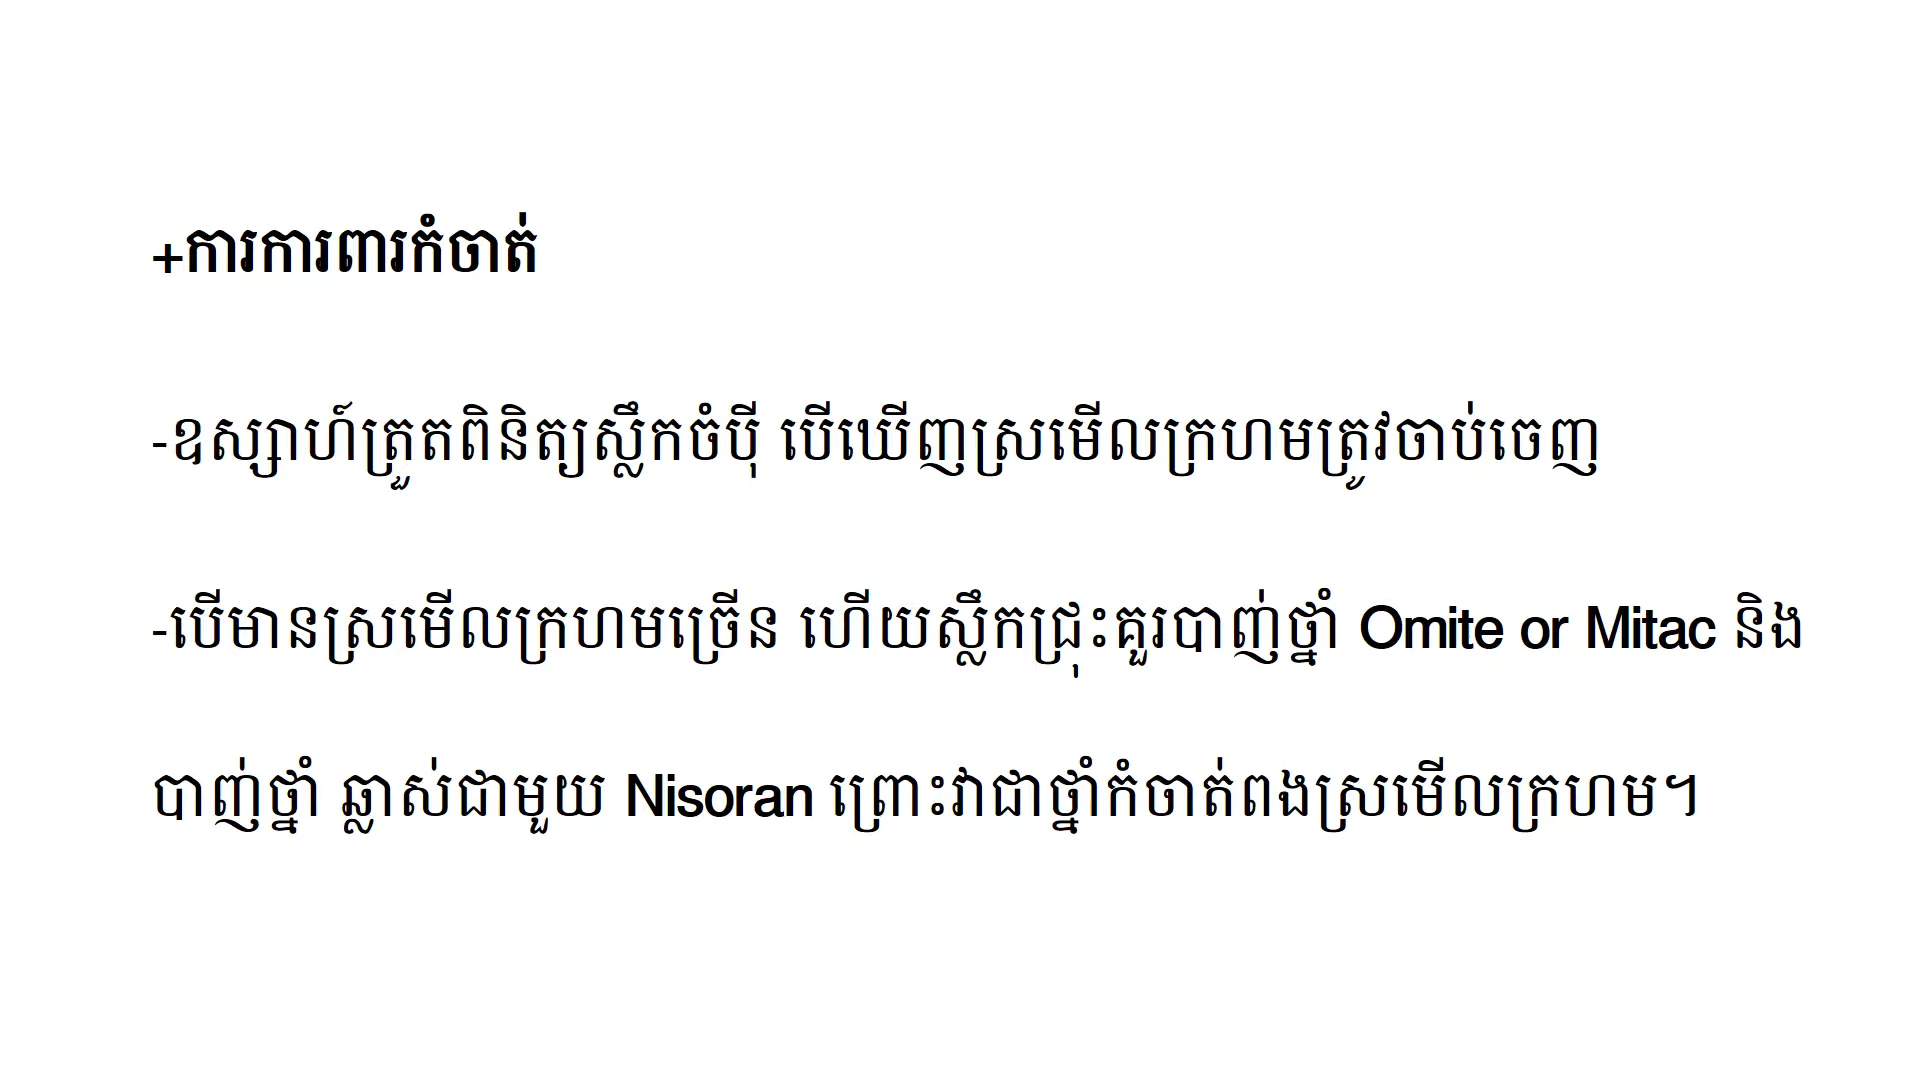 +ការការពារកំចាត់
-ឧស្សាហ៍ត្រួតពិនិត្យស្លឹកចំប៉ី បើឃើញស្រមើលក្រហមត្រូវចាប់ចេញ
-បើមានស្រមើលក្រហមច្រើន ហើយស្លឹកជ្រុះគួរបាញ់ថ្នាំ Omite or Mitac និង
បាញ់ថ្នាំ ឆ្លាស់ជាមួយ Nisoran ព្រោះវាជាថ្នាំកំចាត់ពងស្រមើលក្រហម។